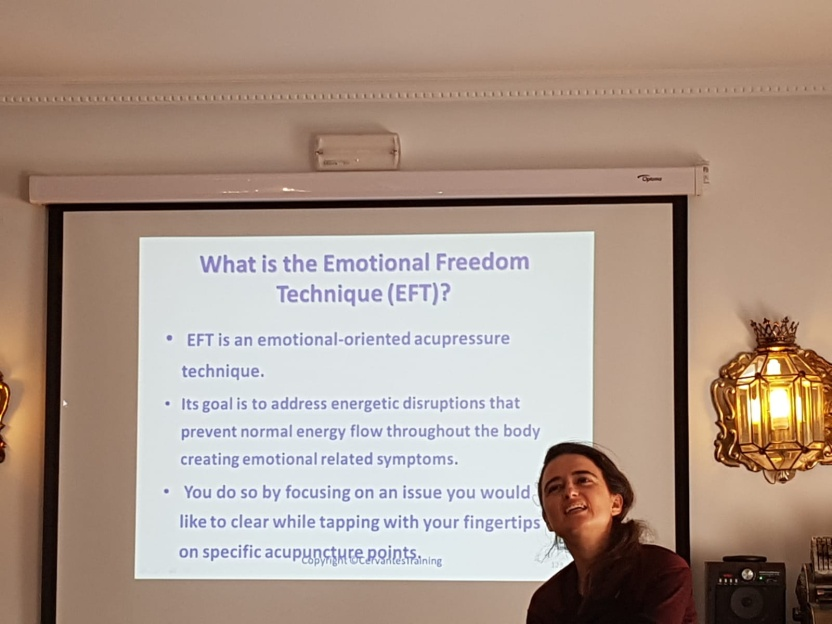 Optoma
What is the Emotional Freedom
Technique (EFT)?
• EFT is an emotional-oriented acupressure
technique.
• Its goal is to address energetic disruptions that
prevent normal energy flow throughout the body
creating emotional related symptoms.
• You do so by focusing on an issue you would
like to clear while tapping with your fingertips
on specific acupuncture points.
Copyright ©CervantesTraining